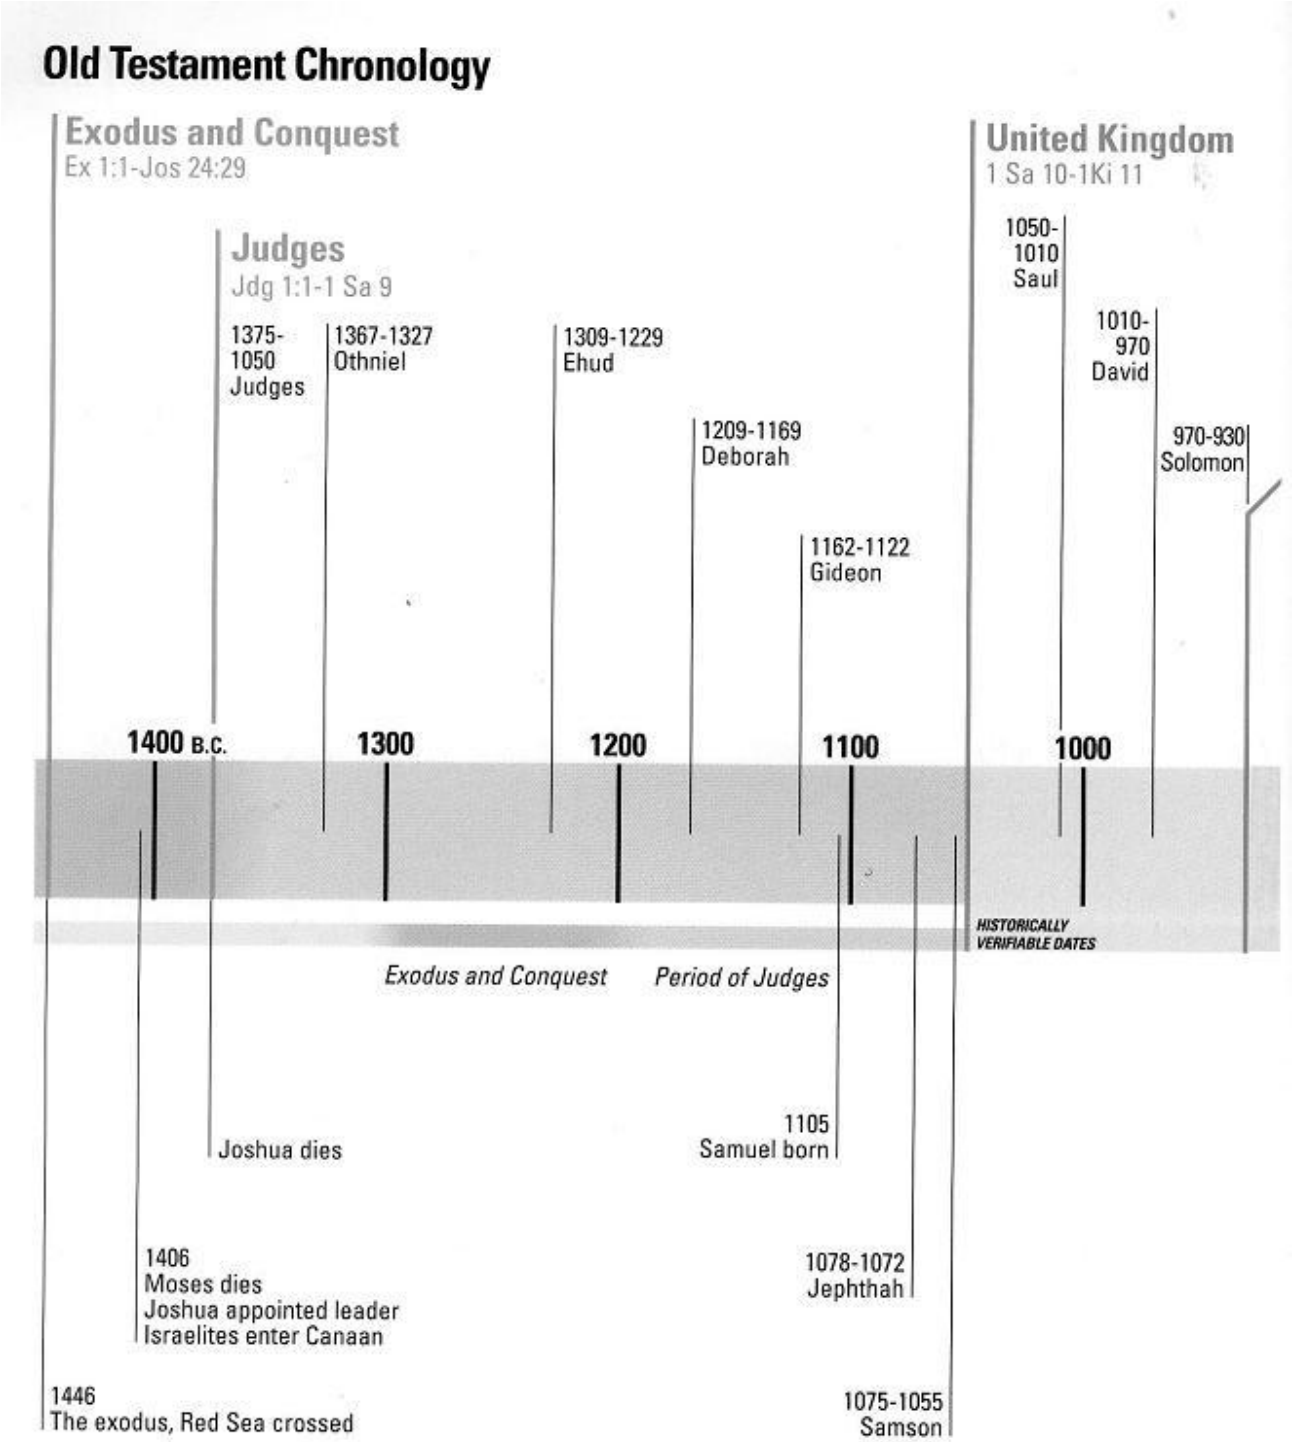 Old Testament Chronology
Exodus and Conquest
Ex 1:1-Jos 24:29
United Kingdom
1 Sa 10-1Ki 11
Judges
Jdg 1:1-1 Sa 9
1375-
1050
Judges
1367-1327
Othniel
1309-1229
Ehud
1209-1169
Deborah
1162-1122
Gideon
1050-
1010
Saul
1010-
970
David
970-930
Solomon
1400 B.C.
1300
1200
1100
1000
HISTORICALLY
VERIFIABLE DATES
Exodus and Conquest
Period of Judges
Joshua dies
1105
Samuel born
1406
Moses dies
Joshua appointed leader
Israelites enter Canaan
1078-1072
Jephthah
1446
The exodus, Red Sea crossed
1075-1055
Samson